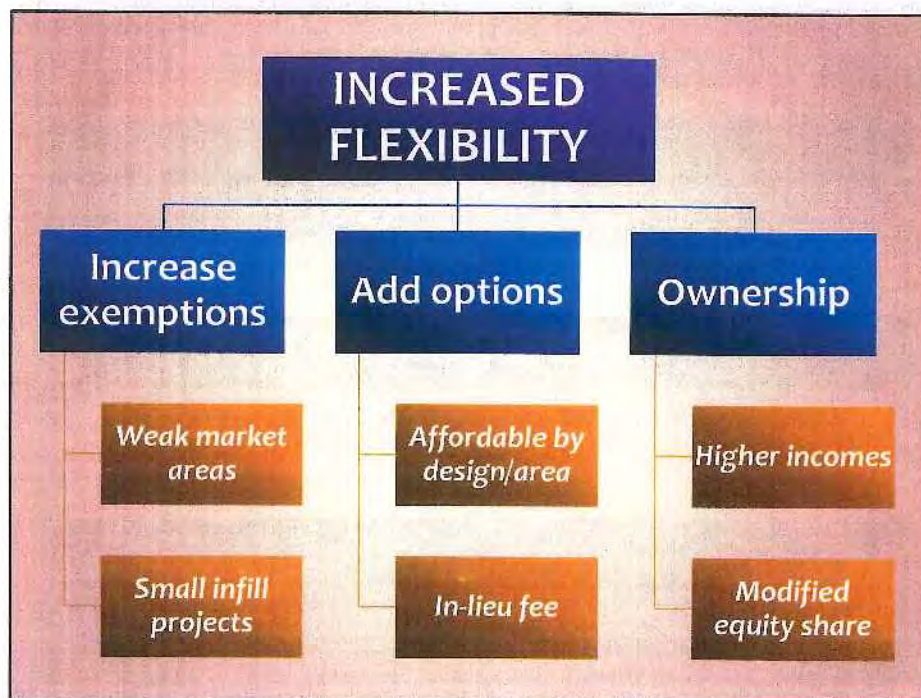 INCREASED
FLEXIBILITY
Increase
exemptions
Add options
Ownership
Weak market
areas
Affordable by
design/area
Higher incomes
Small infill
projects
In-lieu fee
Modified
equity share